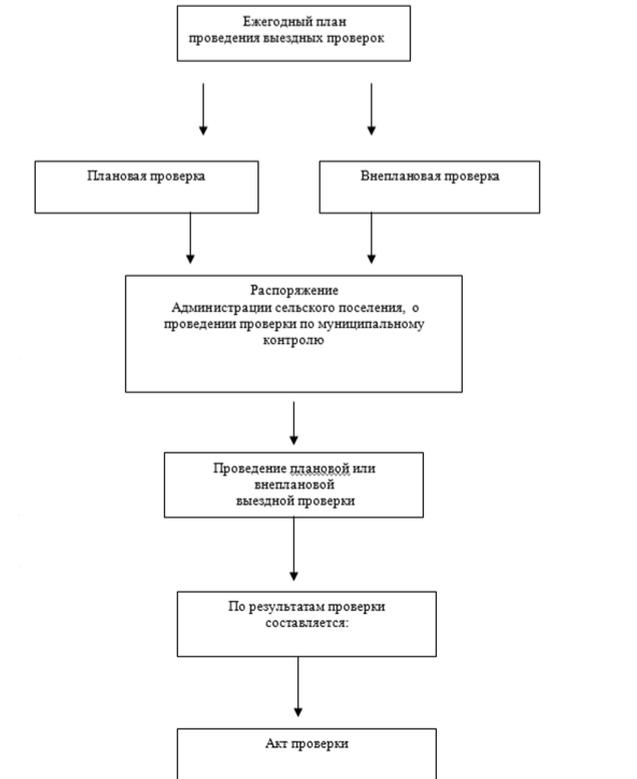 Ежегодный план
проведения выездных проверок
Плановая проверка
Внеплановая проверка
Распоряжение
Администрации сельского поселения, о
проведении проверки по муниципальному
контролю
Проведение плановой или
внеплановой
выездной проверки
По результатам проверки
составляется:
Акт проверки